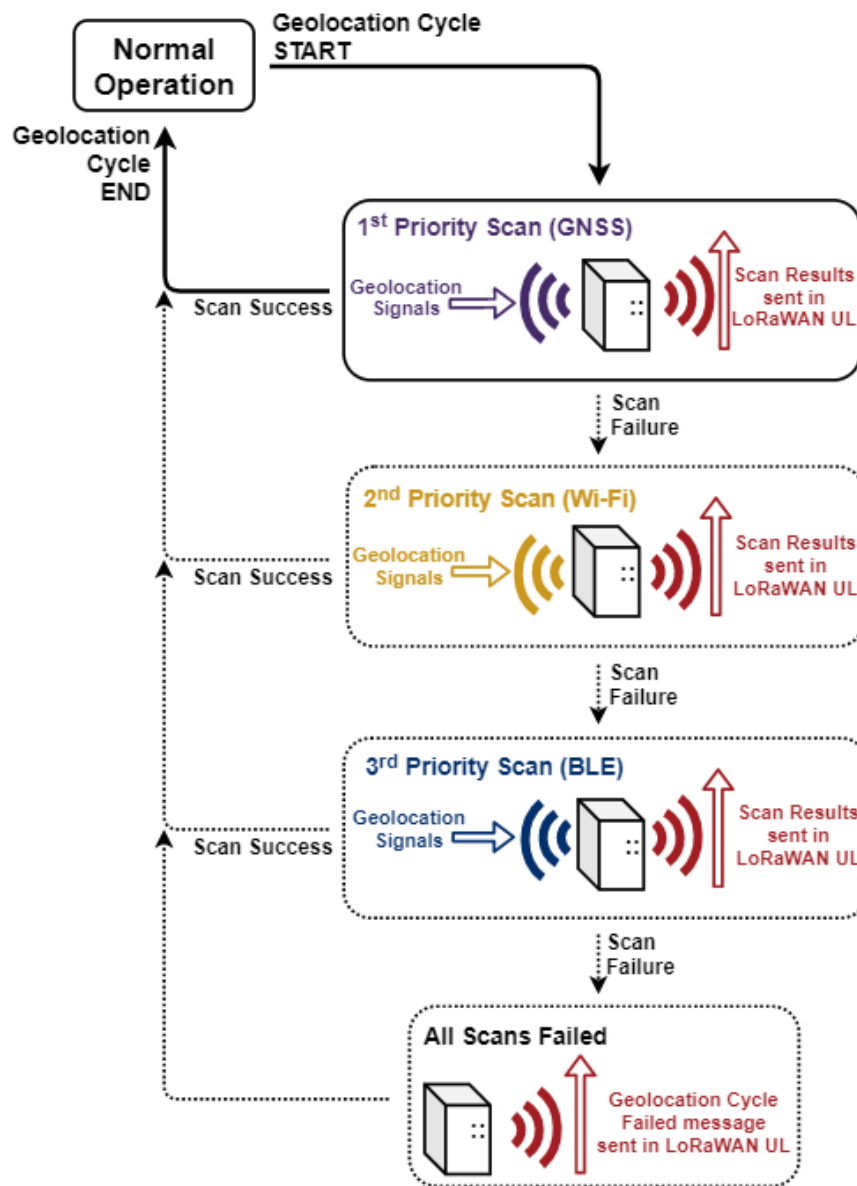 Normal
Operation
Geolocation Cycle
START
Geolocation
Cycle
END
1st Priority Scan (GNSS)
Geolocation
Signals
Scan Results
sent in
LoRaWAN UL
Scan Success
Scan
Failure
2nd Priority Scan (Wi-Fi)
Geolocation
Signals
Scan Results
sent in
LoRaWAN UL
Scan Success
Scan
Failure
3rd Priority Scan (BLE)
Geolocation
Signals
Scan Results
sent in
LoRaWAN UL
Scan Success
Scan
Failure
All Scans Failed
Geolocation Cycle
Failed message
sent in LoRaWAN UL